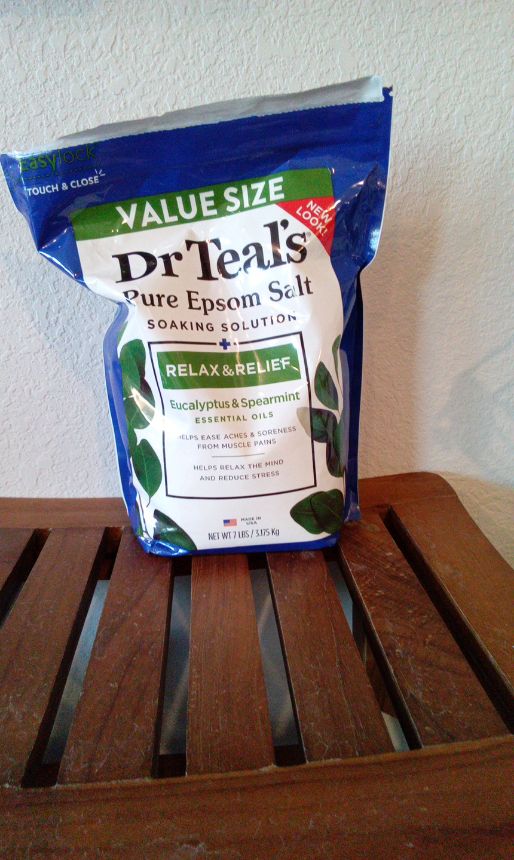 easylock
TOUCH & CLOSE
VALUE SIZE
NEW
LOOK!
Dr Teal's
Pure Epsom Salt
SOAKING SOLUTION
RELAX & RELIEF
Eucalyptus & Spearmint
ESSENTIAL OILS
HELPS EASE ACHES & SORENESS
FROM MUSCLE PAINS
HELPS RELAX THE MIND
AND REDUCE STRESS
MADE IN
USA
NET WT 7 LBS / 3.175 Kg